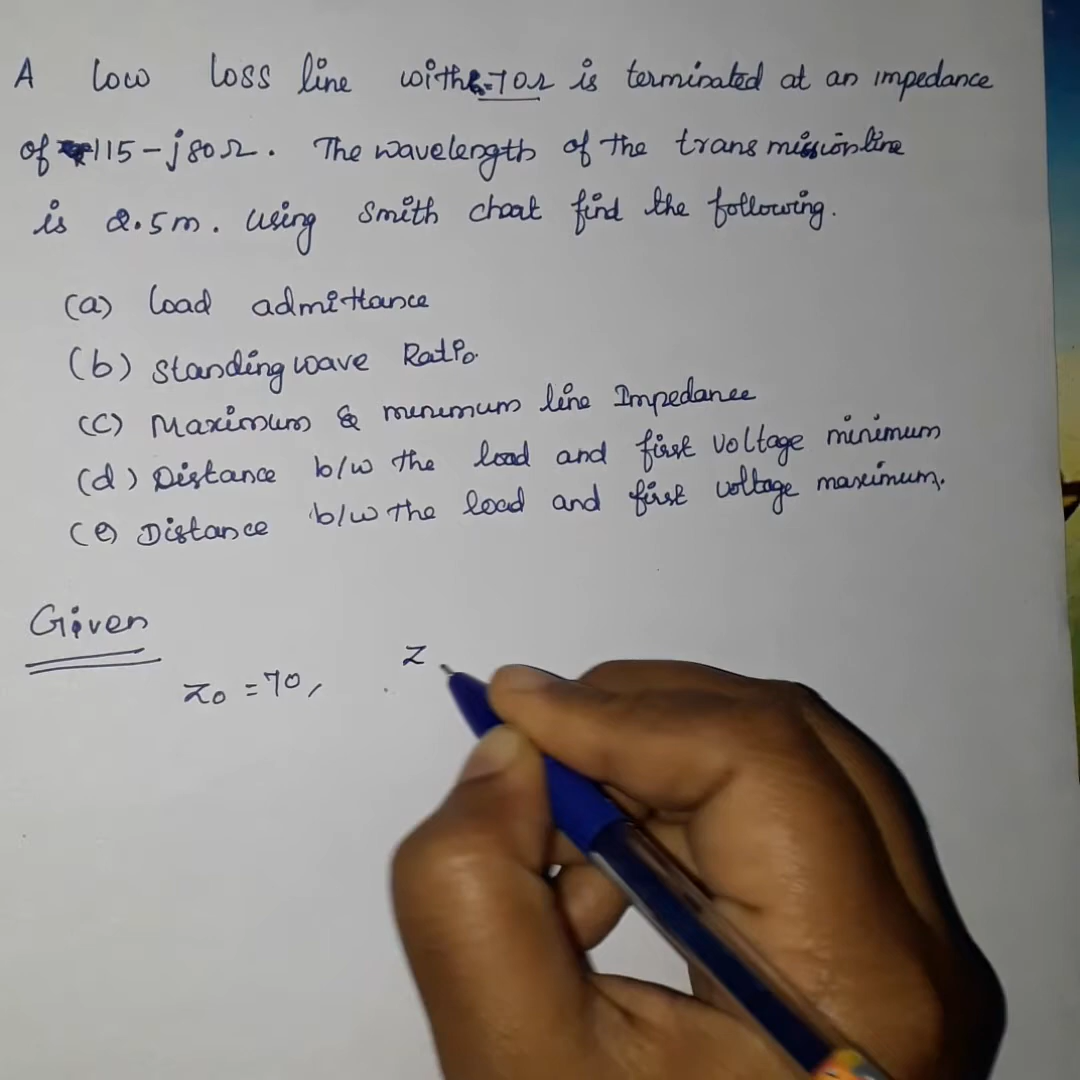 A low loss line with =70Ω is terminated at an impedance
of 115-j80Ω. The wavelength of the transmission line
is 2.5m. Using Smith chart find the following.
(a) Load admittance
(b) Standing wave Ratio.
(c) Maximum & minimum line Impedance
(d) Distance b/w the load and first voltage minimum
(e) Distance b/w the load and first voltage maximum.
Given
Z0 =70, Z